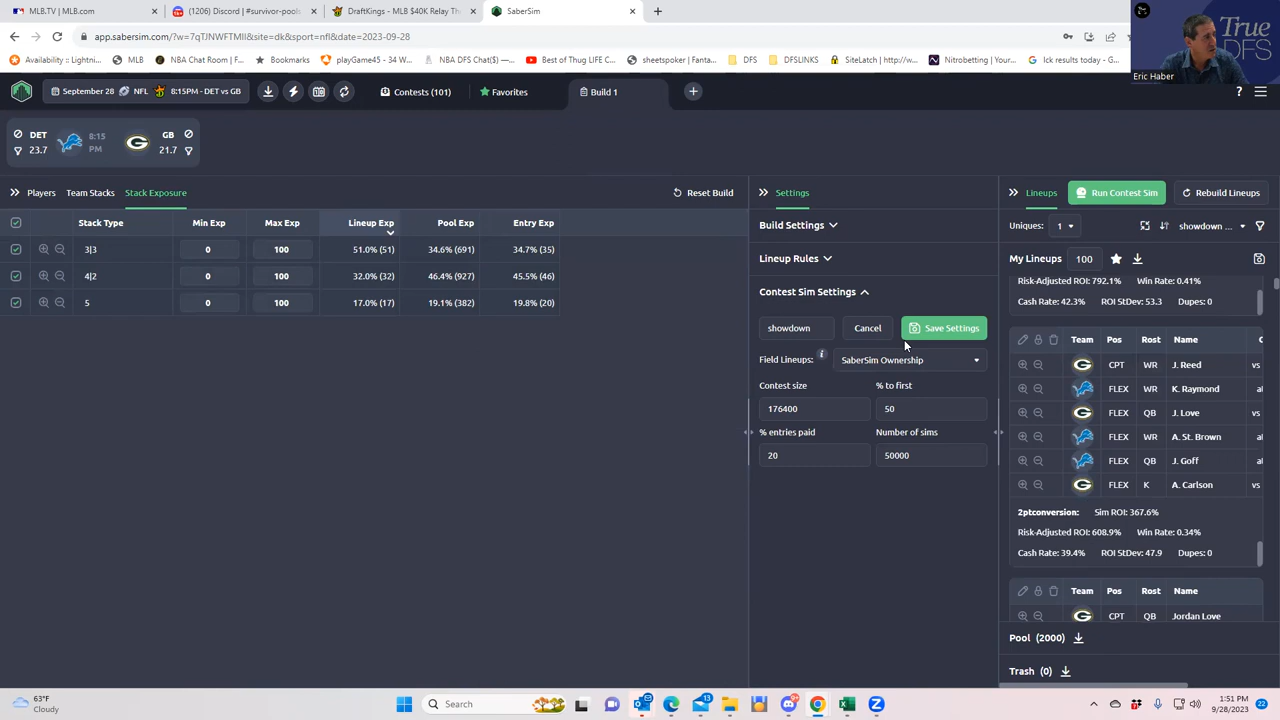 MLB.TV | MLB.com
(1206) Discord | #survivor-pools
DraftKings - MLB $40K Relay Th
SaberSim
app.sabersim.com/?w=7qTJNWFTMII&site=dk&sport=nfl&date=2023-09-28
Availability :: Lightnin
MLB
NBA Chat Room / F...
Bookmarks
playGame45 - 34 W...
NBA DFS Chat($) ---...
Best of Thug LIFE C...
sheetspoker | Fanta...
DFS
DFSLINKS
SiteLatch | http://w...
Nitrobetting | Your...
Ick results today | G...
True
DFS
Eric Haber
September 28
NFL
8:15PM - DET vs GB
Contests (101)
Favorites
Build 1
DET
23.7
8:15
PM
GB
21.7
Players
Team Stacks
Stack Exposure
Reset Build
Stack Type Min Exp Max Exp Lineup Exp Pool Exp Entry Exp
3|3 0 100 51.0% (51) 34.6% (691) 34.7% (35)
4|2 0 100 32.0% (32) 46.4% (927) 45.5% (46)
5 0 100 17.0% (17) 19.1% (382) 19.8% (20)
Settings
Build Settings
Lineup Rules
Contest Sim Settings
showdown Cancel Save Settings
Field Lineups: SaberSim Ownership
Contest size % to first
176400 50
% entries paid Number of sims
20 50000
Lineups Run Contest Sim Rebuild Lineups
Uniques: 1 showdown ...
My Lineups 100
Risk-Adjusted ROI: 792.1% Win Rate: 0.41%
Cash Rate: 42.3% ROI StDev: 53.3 Dupes: 0
Team Pos Rost Name
CPT WR J. Reed vs
FLEX WR K. Raymond
FLEX QB J. Love vs
FLEX WR A. St. Brown
FLEX QB J. Goff
FLEX K A. Carlson vs
2ptconversion: Sim ROI: 367.6%
Risk-Adjusted ROI: 608.9% Win Rate: 0.34%
Cash Rate: 39.4% ROI StDev: 47.9 Dupes: 0
Team Pos Rost Name
CPT QB Jordan Love
Pool (2000)
Trash (0)
63°F
Cloudy
Search
1:51 PM
9/28/2023
22